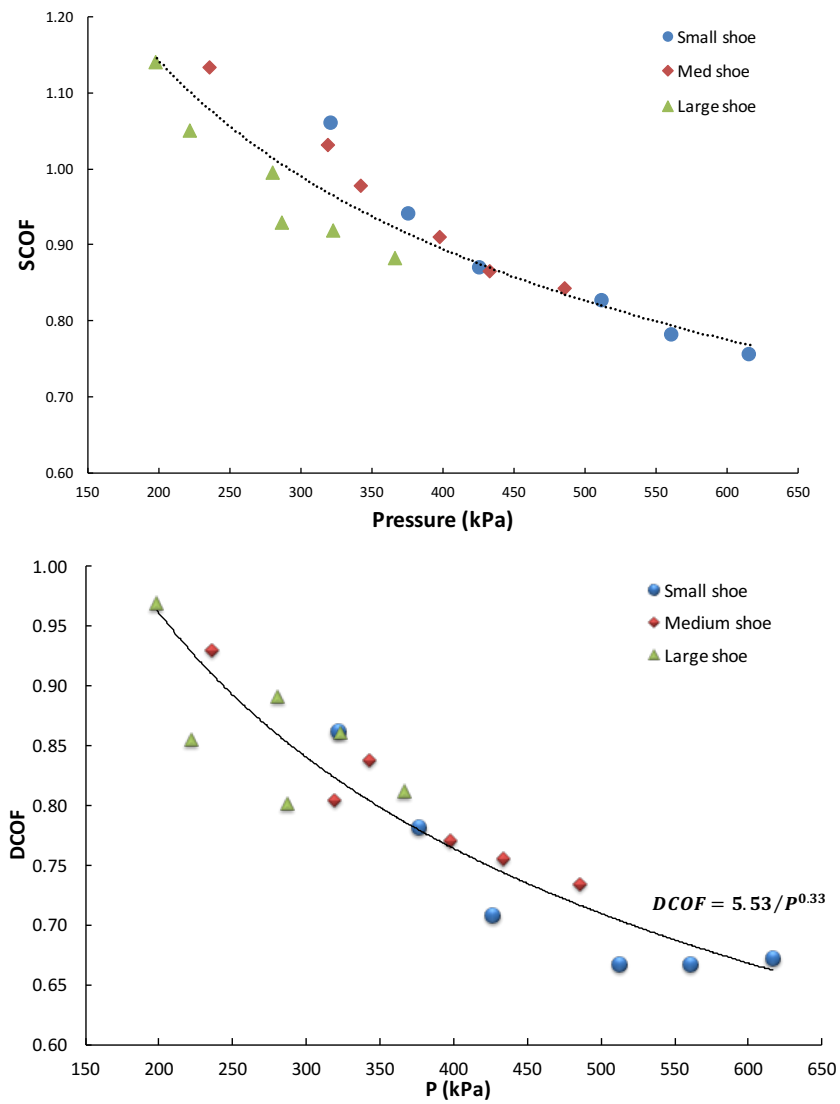 1.20
1.10
1.00
0.90
0.80
0.70
0.60
SCOF
150 200 250 300 350 400 450 500 550 600 650
Pressure (kPa)
Small shoe
Med shoe
Large shoe
1.00
0.95
0.90
0.85
0.80
0.75
0.70
0.65
0.60
DCOF
150 200 250 300 350 400 450 500 550 600 650
P (kPa)
Small shoe
Medium shoe
Large shoe
DCOF = 5.53/P^0.33